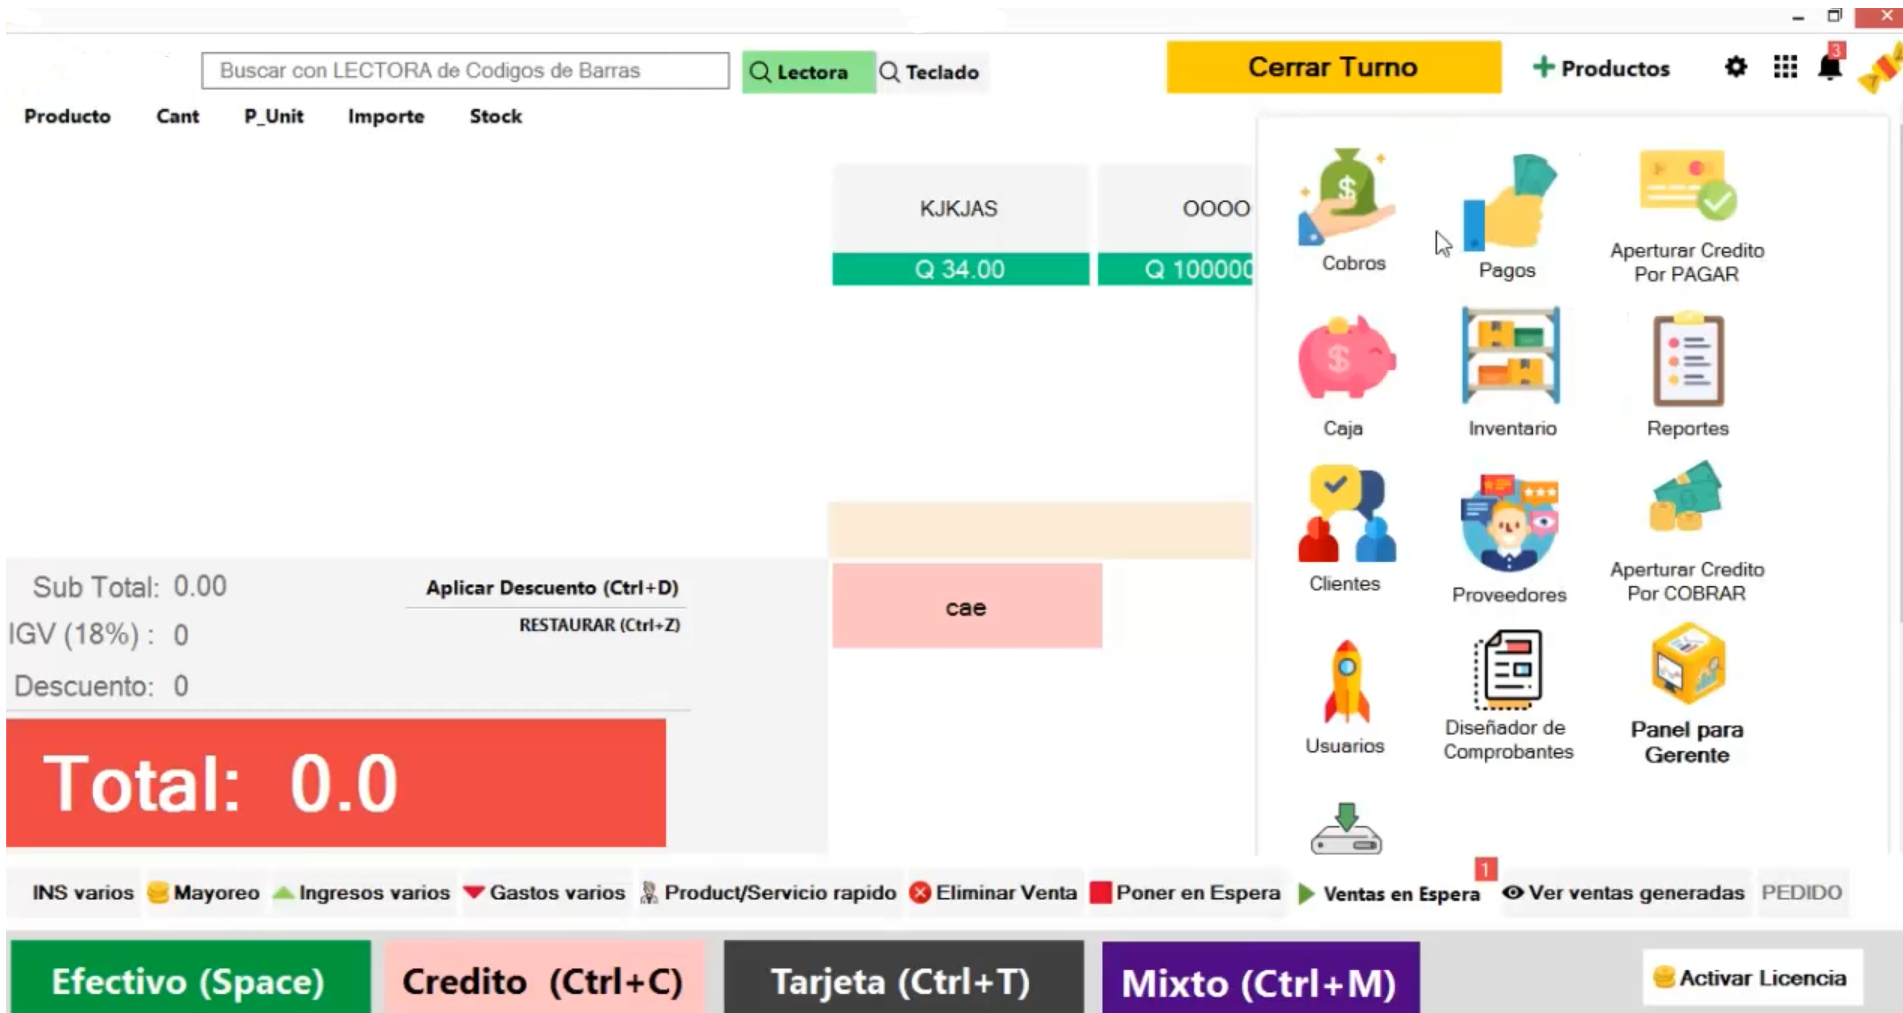 Buscar con LECTORA de Codigos de Barras
Lectora
Teclado
Cerrar Turno
Productos
3
Producto Cant P_Unit Importe Stock
KJKJAS
OOOO
Q 34.00
Q 100000
Cobros
Pagos
Aperturar Credito
Por PAGAR
Caja
Inventario
Reportes
Clientes
Proveedores
Aperturar Credito
Por COBRAR
Usuarios
Diseñador de
Comprobantes
Panel para
Gerente
cae
Sub Total: 0.00
IGV (18%) : 0
Descuento: 0
Aplicar Descuento (Ctrl+D)
RESTAURAR (Ctrl+Z)
Total: 0.0
INS varios
Mayoreo
Ingresos varios
Gastos varios
Product/Servicio rapido
Eliminar Venta
Poner en Espera
Ventas en Espera
1
Ver ventas generadas
PEDIDO
Efectivo (Space)
Credito (Ctrl+C)
Tarjeta (Ctrl+T)
Mixto (Ctrl+M)
Activar Licencia